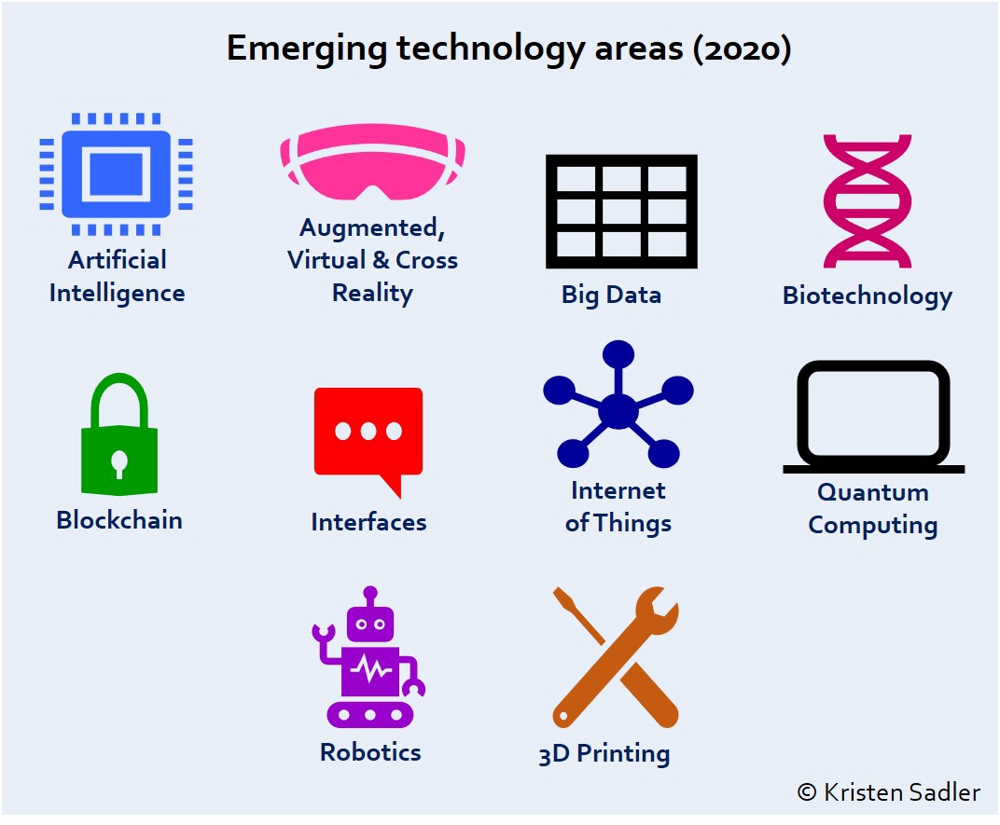 Emerging technology areas (2020)
Artificial
Intelligence
Augmented,
Virtual & Cross
Reality
Big Data
Biotechnology
Blockchain
Interfaces
Internet
of Things
Quantum
Computing
Robotics
3D Printing
© Kristen Sadler